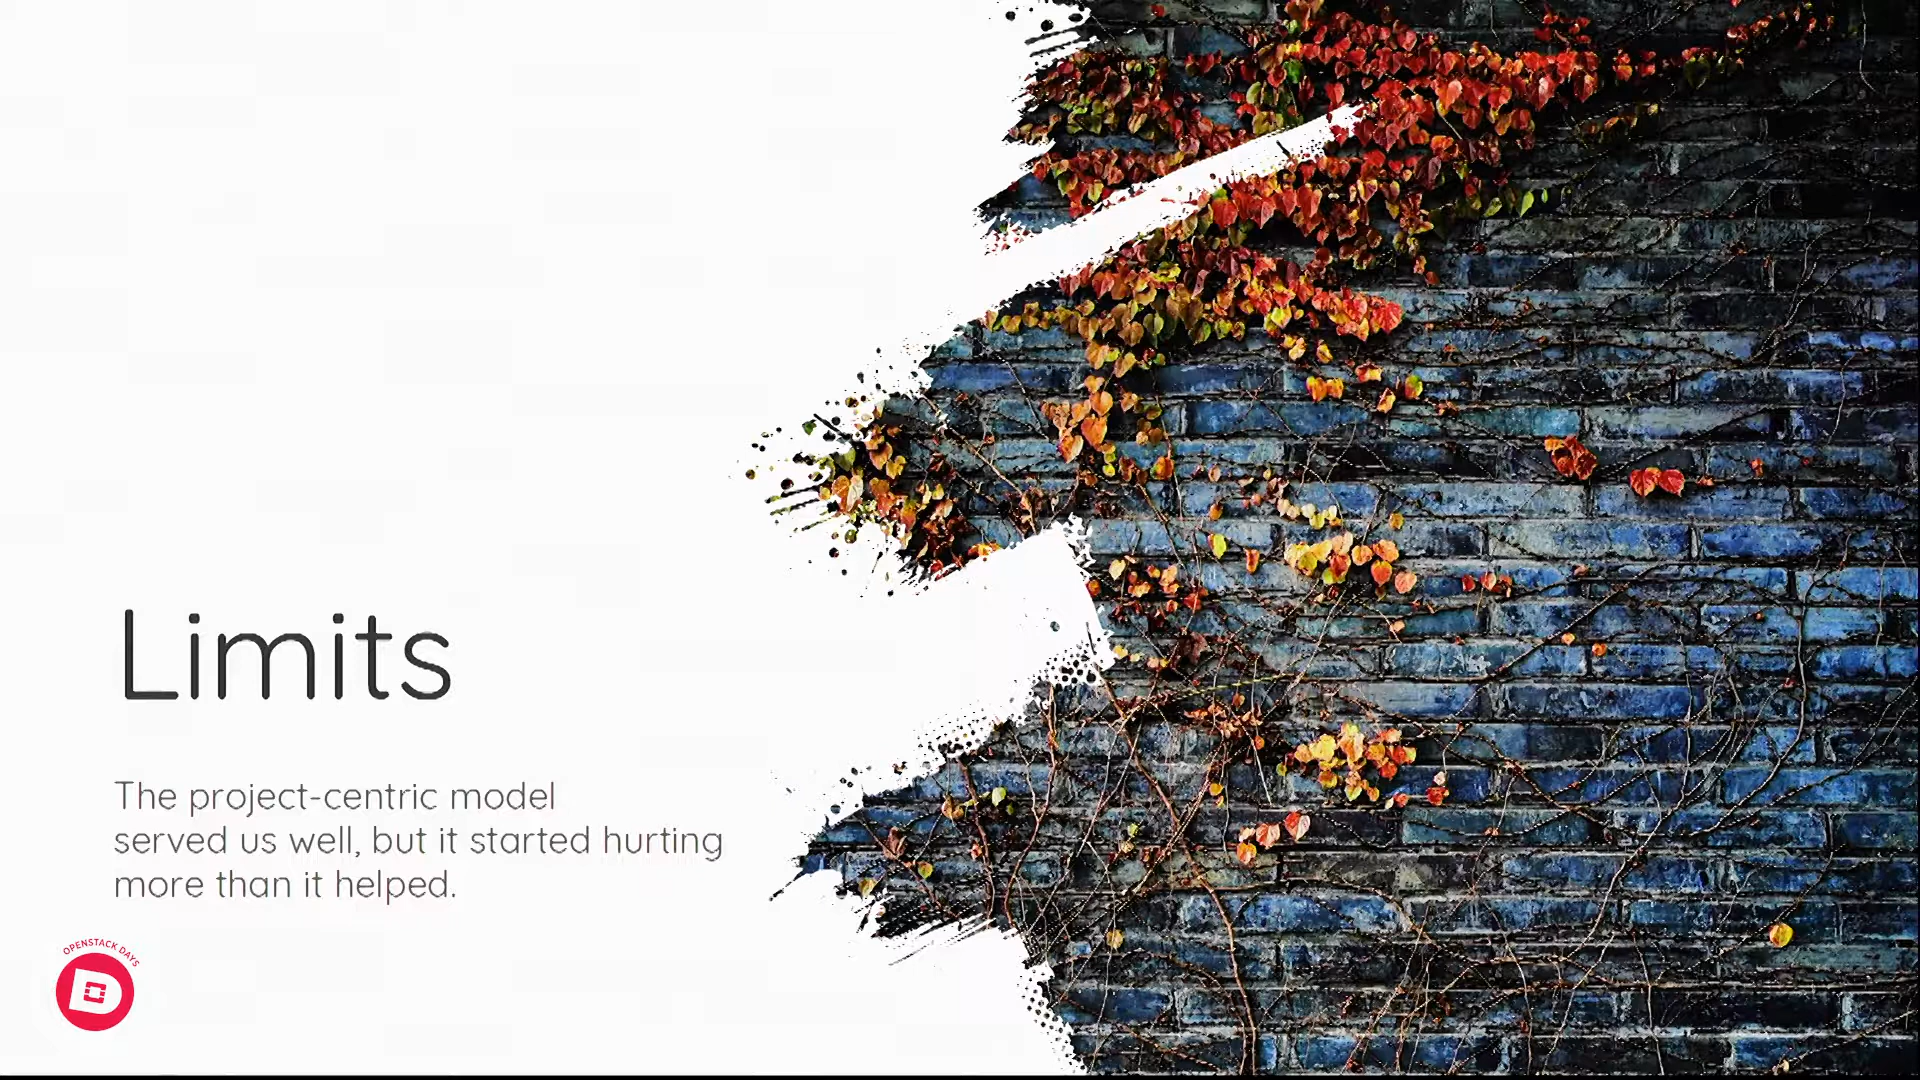 Limits
The project-centric model
served us well, but it started hurting
more than it helped.
OPENSTACK DAYS